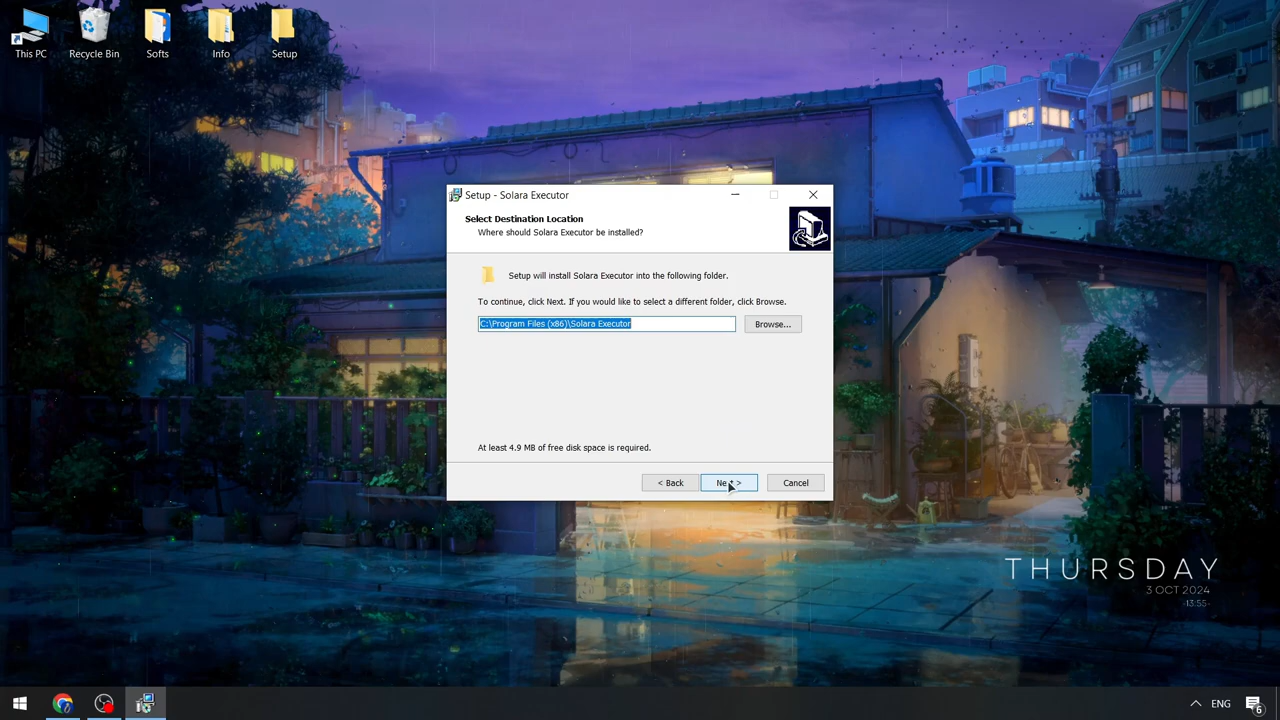 This PC
Recycle Bin
Softs
Info
Setup
Setup - Solara Executor
Select Destination Location
Where should Solara Executor be installed?
Setup will install Solara Executor into the following folder.
To continue, click Next. If you would like to select a different folder, click Browse.
C:\Program Files (x86)\Solara Executor
Browse...
At least 4.9 MB of free disk space is required.
< Back
Next >
Cancel
THURSDAY
3 OCT 2024
-13:55-
ENG
6